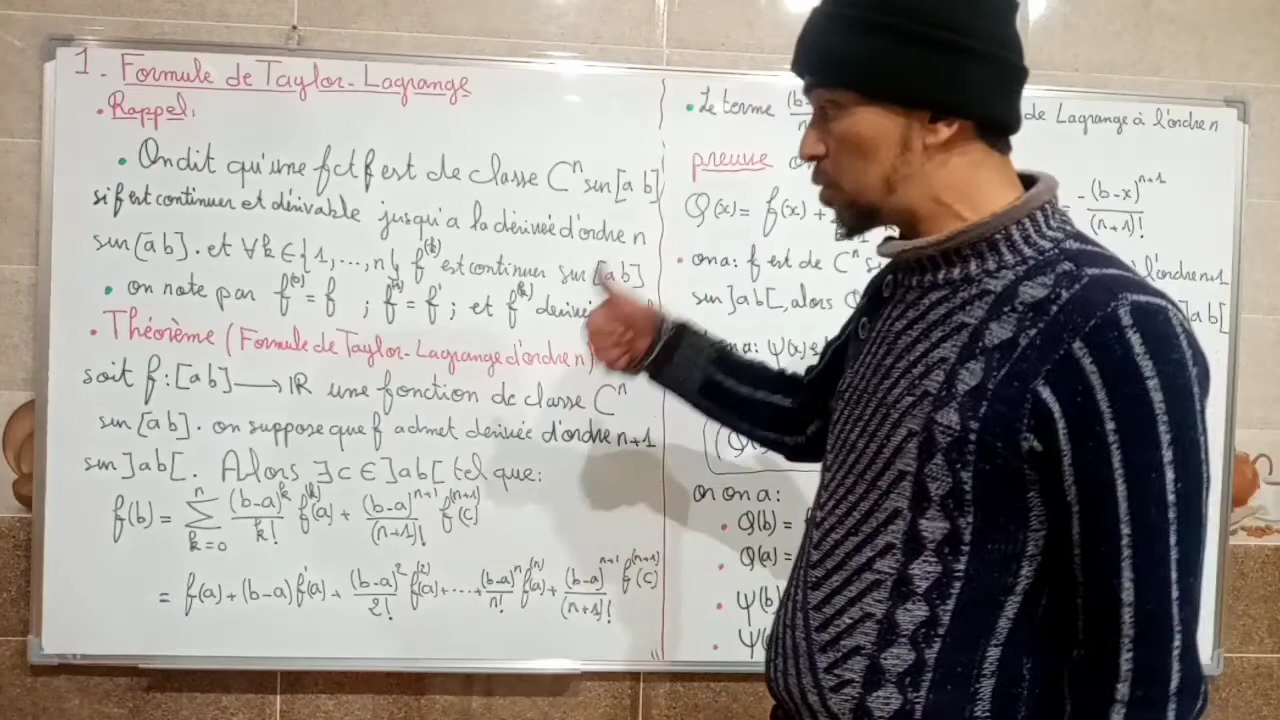 1. Formule de Taylor-Lagrange
• Rappel:
• On dit qu'une fct f est de classe Cⁿ sur [a b]
si f est continue et dérivable jusqu'a la dérivée d'ordre n
sur [a b]. et ∀k ∈ {1, ..., n}, f⁽ᵏ⁾ est continue sur [a b]
• on note par f⁽⁰⁾ = f ; f⁽¹⁾ = f' ; et f⁽ᵏ⁾
• Théorème (Formule de Taylor-Lagrange d'ordre n)
soit f : [a b] ⟶ ℝ une fonction de classe Cⁿ
sur [a b]. on suppose que f admet derivée d'ordre n+1
sur ]a b[. Alors ∃ c ∈ ]a b[ tel que:
f(b) = ∑_{k=0}^{n} (b-a)^k/k! f^(k)(a) + (b-a)^{n+1}/(n+1)! f^(n+1)(c)
= f(a) + (b-a) f'(a) + (b-a)^2/2! f^(2)(a) + ... + (b-a)^n/n! f^(n)(a) + (b-a)^{n+1}/(n+1)! f^(n+1)(c)
• Le terme (b- de Lagrange à l'ordre n
preuve on
φ(x) = f(x) + - (b-x)^{n+1}/(n+1)!
• on a: f est de Cⁿ l'ordre n+1
sur ]a b[, alors ]a b[
a: ψ(x)
or on a:
• φ(b) =
• φ(a) =
• ψ(b)
• ψ(